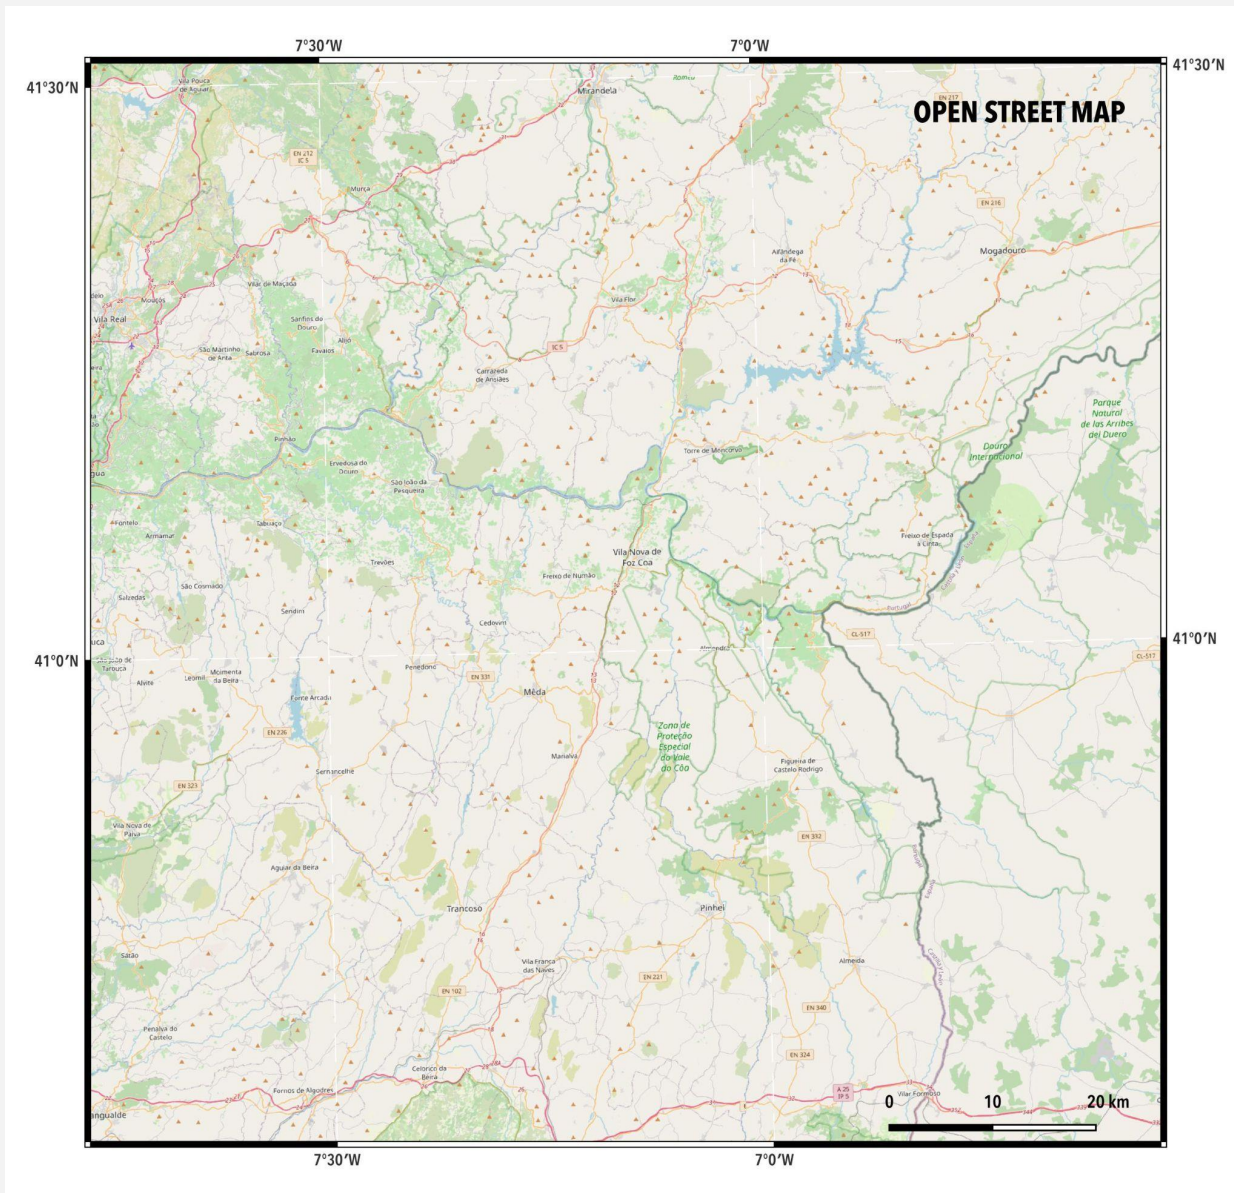 7°30’W
7°0’W
41°30’N
41°30’N
OPEN STREET MAP
Vila Pouca
de Aguiar
Mirandela
Romeu
EN 217
EN 212
IC 5
Murça
EN 216
Mogadouro
Alfândega
da Fé
Vilar de Maçada
Mouçós
Vila Real
Vila Flor
Sanfins do
Douro
Alijó
Favaios
São Martinho
de Anta
Sabrosa
IC 5
Carrazeda
de Ansiães
Parque
Natural
de las Arribes
del Duero
Pinhão
Torre de Moncorvo
Douro
Internacional
Ervedosa do
Douro
São João da
Pesqueira
Fontelo
Armamar
Tabuaço
Trevões
Vila Nova de
Foz Coa
Freixo de Espada
à Cinta
Freixo de Numão
São Cosmado
Salzedas
Sendim
Cedovim
Portugal
CL-517
CL-517
41°0’N
41°0’N
Almendra
Tarouca
Alvite
Leomil
Moimenta
da Beira
Penedono
EN 331
Fonte Arcada
Mêda
EN 226
Zona de
Proteção
Especial
do Vale
do Côa
Marialva
Figueira de
Castelo Rodrigo
Sernancelhe
EN 323
Vila Nova de
Paiva
EN 332
Aguiar da Beira
Trancoso
Pinhel
Sátão
Vila Franca
das Naves
Almeida
EN 221
EN 102
EN 340
Penalva do
Castelo
EN 324
Celorico da
Beira
Fornos de Algodres
angualde
A 25
IP 5
Vilar Formoso
0
10
20 km
7°30’W
7°0’W